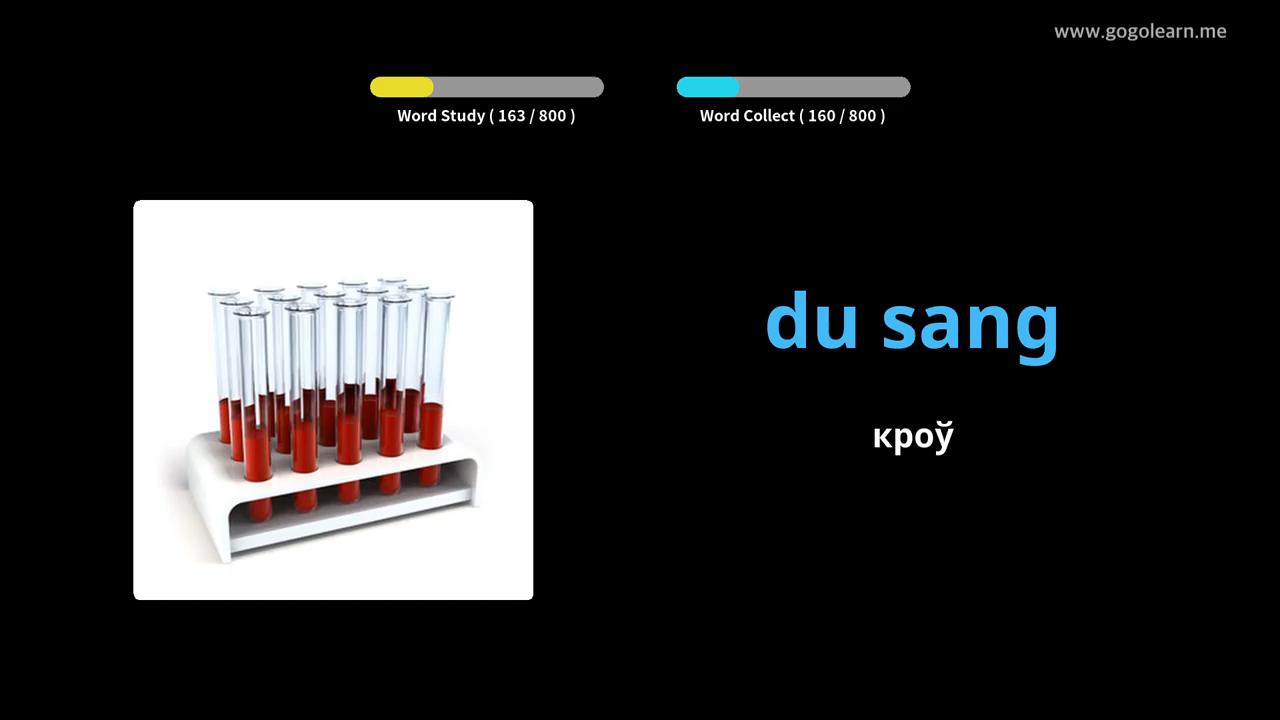 www.gogolearn.me
Word Study ( 163 / 800 )
Word Collect ( 160 / 800 )
du sang
кроў